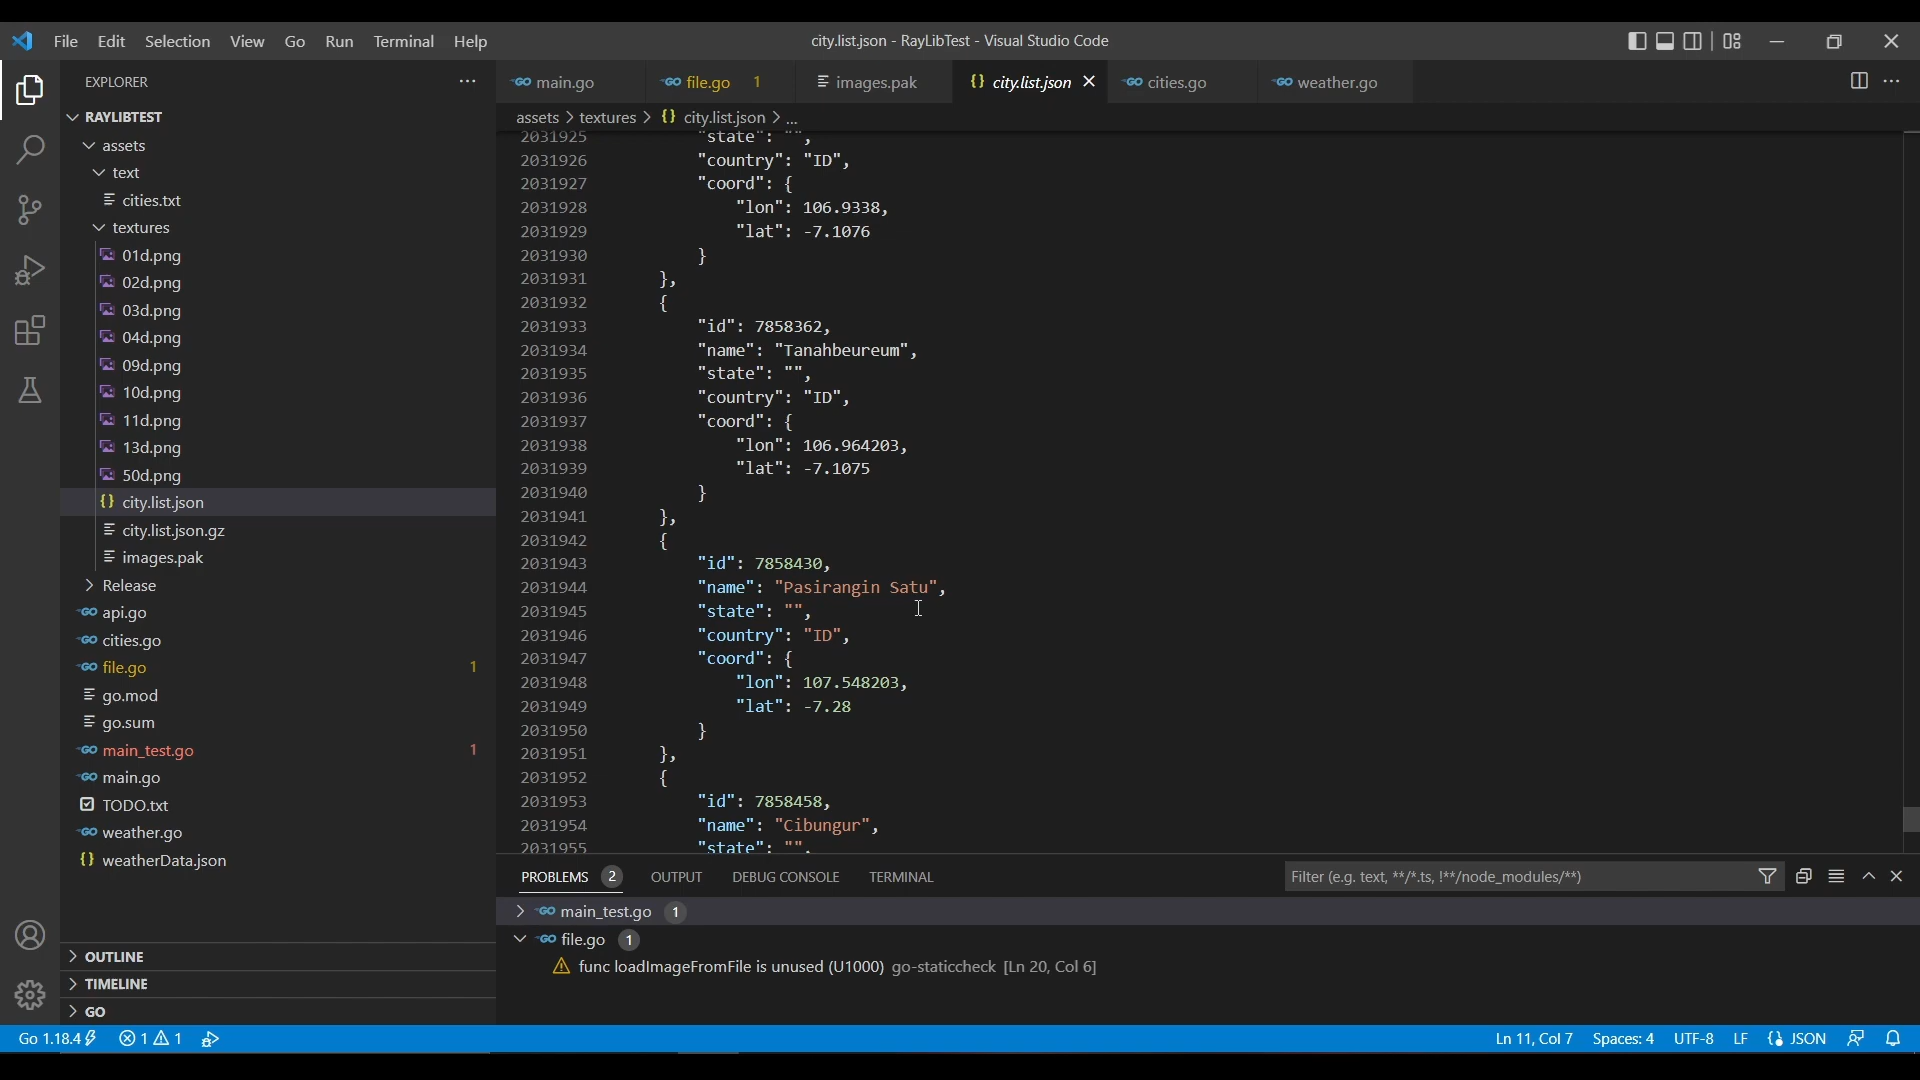 File Edit Selection View Go Run Terminal Help
city.list.json - RayLibTest - Visual Studio Code
EXPLORER
RAYLIBTEST
assets
text
cities.txt
textures
01d.png
02d.png
03d.png
04d.png
09d.png
10d.png
11d.png
13d.png
50d.png
city.list.json
city.list.json.gz
images.pak
Release
api.go
cities.go
file.go 1
go.mod
go.sum
main_test.go 1
main.go
TODO.txt
weather.go
weatherData.json
OUTLINE
TIMELINE
GO
main.go file.go 1 images.pak {} city.list.json cities.go weather.go
assets > textures > {} city.list.json > ...
2031925 "state": "",
2031926 "country": "ID",
2031927 "coord": {
2031928 "lon": 106.9338,
2031929 "lat": -7.1076
2031930 }
2031931 },
2031932 {
2031933 "id": 7858362,
2031934 "name": "Tanahbeureum",
2031935 "state": "",
2031936 "country": "ID",
2031937 "coord": {
2031938 "lon": 106.964203,
2031939 "lat": -7.1075
2031940 }
2031941 },
2031942 {
2031943 "id": 7858430,
2031944 "name": "Pasirangin Satu",
2031945 "state": "",
2031946 "country": "ID",
2031947 "coord": {
2031948 "lon": 107.548203,
2031949 "lat": -7.28
2031950 }
2031951 },
2031952 {
2031953 "id": 7858458,
2031954 "name": "Cibungur",
2031955 "state": "",
PROBLEMS 2 OUTPUT DEBUG CONSOLE TERMINAL
Filter (e.g. text, **/*.ts, !**/node_modules/**)
main_test.go 1
file.go 1
func loadImageFromFile is unused (U1000) go-staticcheck [Ln 20, Col 6]
Go 1.18.4 1 1
Ln 11, Col 7 Spaces: 4 UTF-8 LF {} JSON